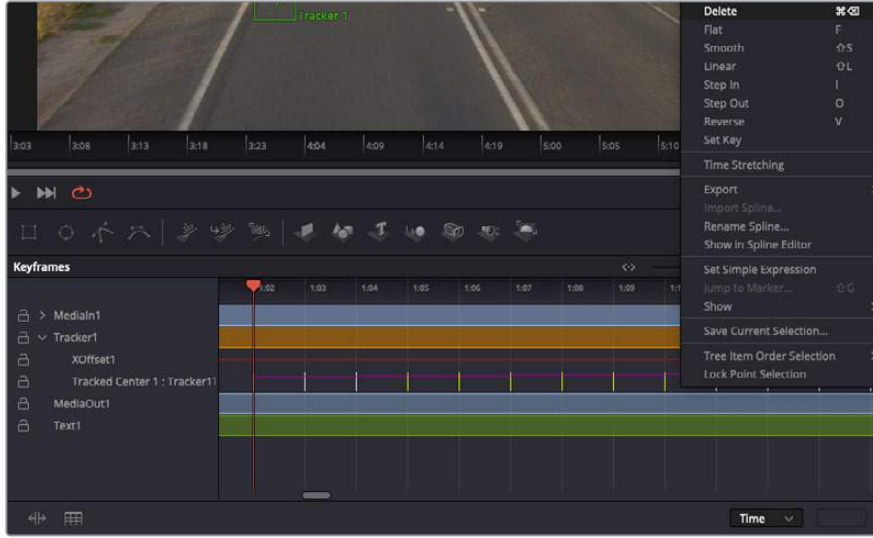 Tracker 1
Delete ⌘⌫
Flat F
Smooth ⇧S
Linear ⇧L
Step In I
Step Out O
Reverse V
Set Key
Time Stretching
Export
Import Spline...
Rename Spline...
Show in Spline Editor
Set Simple Expression
Jump to Marker... ⇧G
Show
Save Current Selection...
Tree Item Order Selection
Lock Point Selection
3:03 3:08 3:13 3:18 3:23 4:04 4:09 4:14 4:19 5:00 5:05 5:10
Keyframes
1:02 1:03 1:04 1:05 1:06 1:07 1:08 1:09
MediaIn1
Tracker1
XOffset1
Tracked Center 1 : Tracker1
MediaOut1
Text1
Time